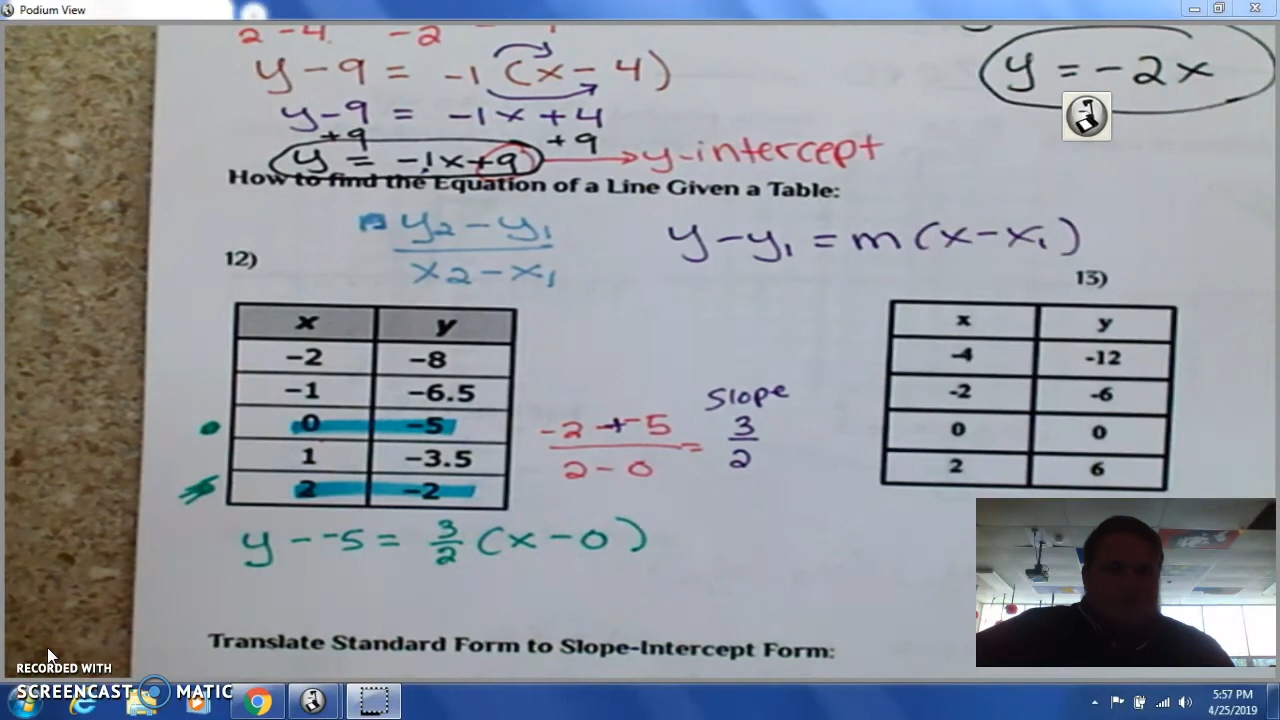 Podium View
2 - 4 - 2
y - 9 = -1 (x - 4)
y = -2x
y - 9 = -1x + 4
+9 +9
y = -1x + 9 → y-intercept
How to find the Equation of a Line Given a Table:
y2 - y1
x2 - x1
y - y1 = m (x - x1)
12)
13)
x y
-2 -8
-1 -6.5
0 -5
1 -3.5
2 -2
-2 + -5
2 - 0
=
Slope
3
2
x y
-4 -12
-2 -6
0 0
2 6
y - -5 = 3/2 (x - 0)
Translate Standard Form to Slope-Intercept Form:
RECORDED WITH
SCREENCAST MATIC
5:57 PM
4/25/2019